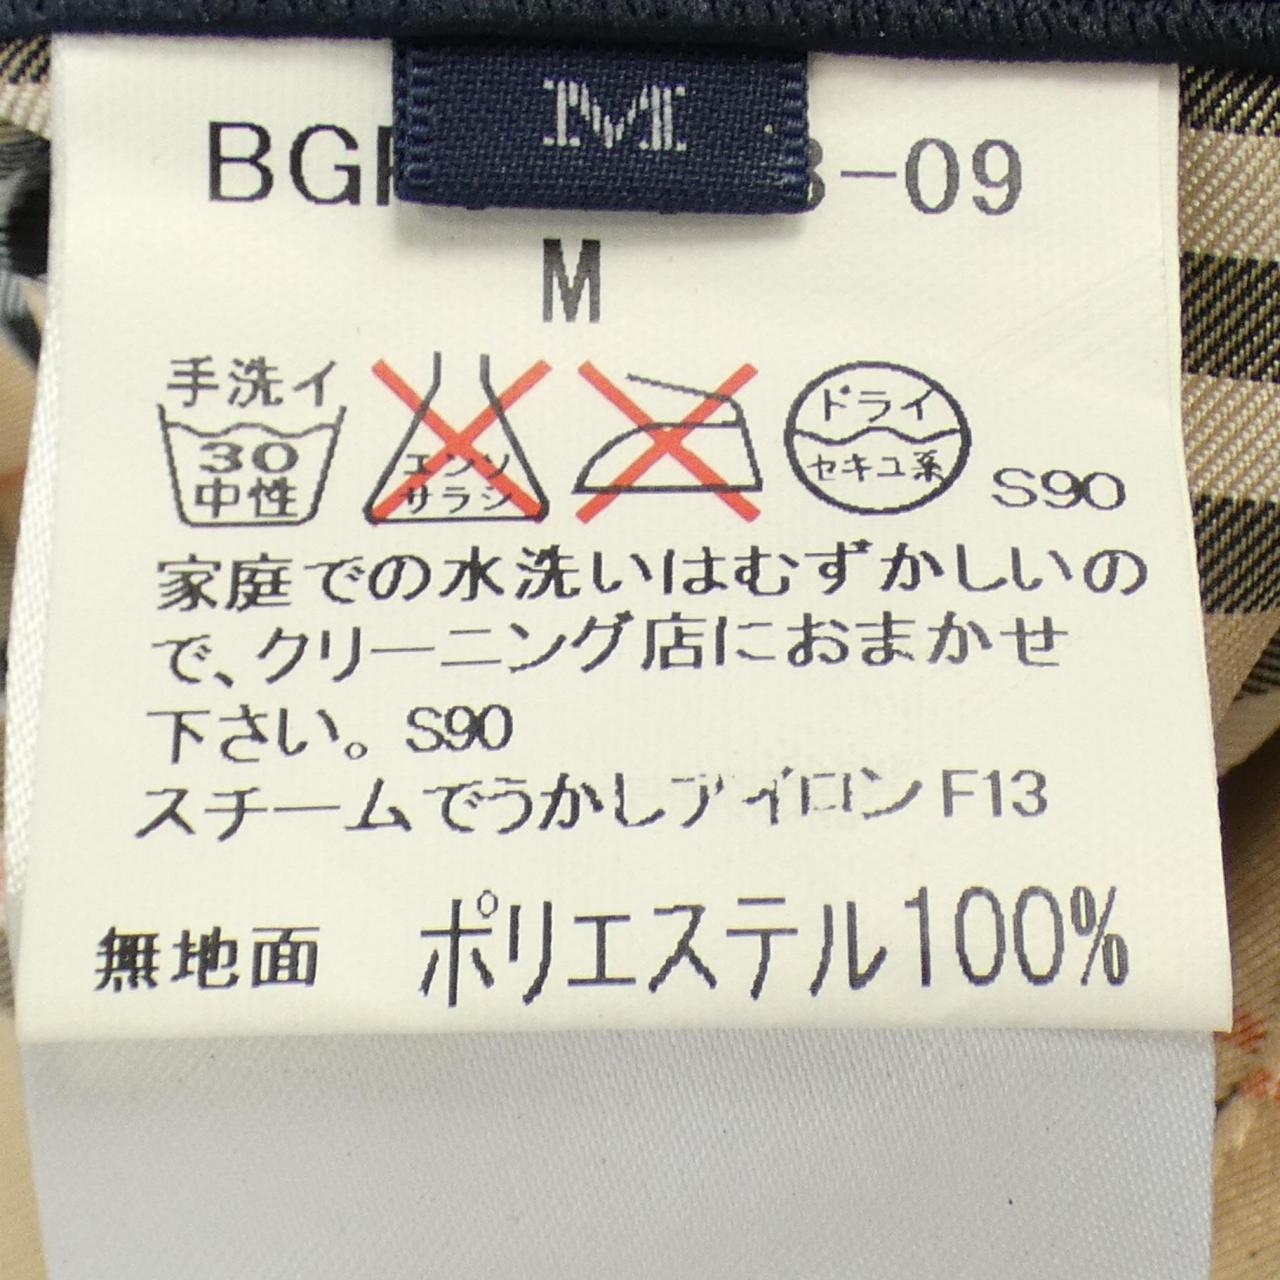 M
BG 3-09
M
手洗イ
30
中性
エンソ
サラシ
ドライ
セキユ系
S90
家庭での水洗いはむずかしいの
で、クリーニング店におまかせ
下さい。S90
スチームでうかしアイロンF13
無地面 ポリエステル100%